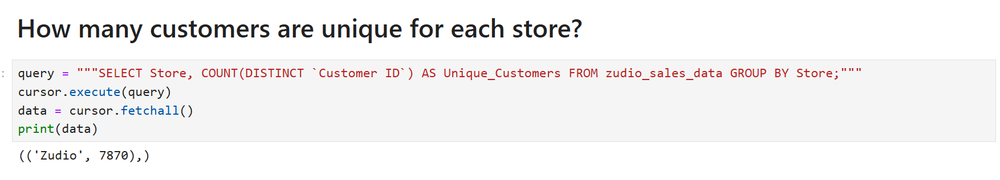 How many customers are unique for each store?
:
query = """SELECT Store, COUNT(DISTINCT `Customer ID`) AS Unique_Customers FROM zudio_sales_data GROUP BY Store;"""
cursor.execute(query)
data = cursor.fetchall()
print(data)
(('Zudio', 7870),)